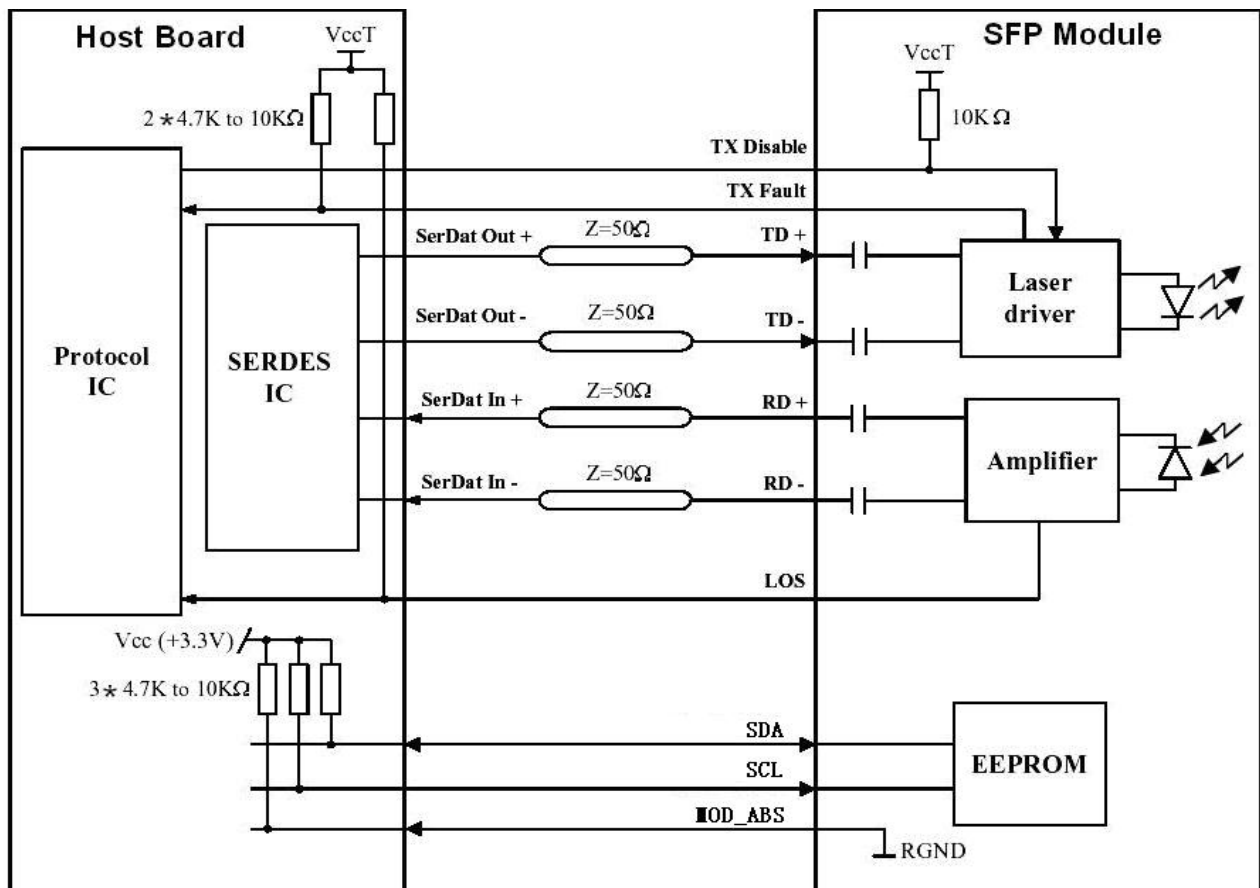 Host Board
SFP Module
VccT
VccT
2*4.7K to 10KΩ
10KΩ
TX Disable
TX Fault
SerDat Out +
Z=50Ω
TD +
SerDat Out -
Z=50Ω
TD -
Laser
driver
Protocol
IC
SERDES
IC
SerDat In +
Z=50Ω
RD +
SerDat In -
Z=50Ω
RD -
Amplifier
LOS
Vcc (+3.3V)
3*4.7K to 10KΩ
SDA
SCL
MOD_ABS
EEPROM
RGND